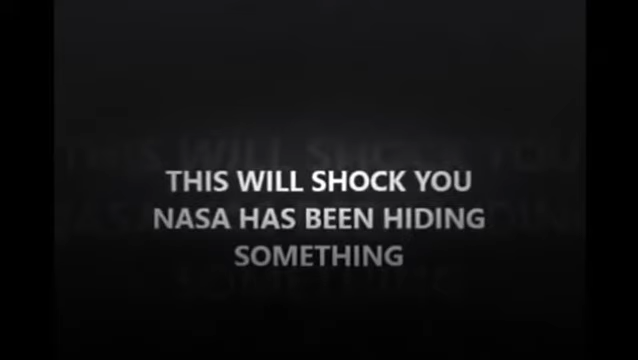 THIS WILL SHOCK YOU
NASA HAS BEEN HIDING
SOMETHING